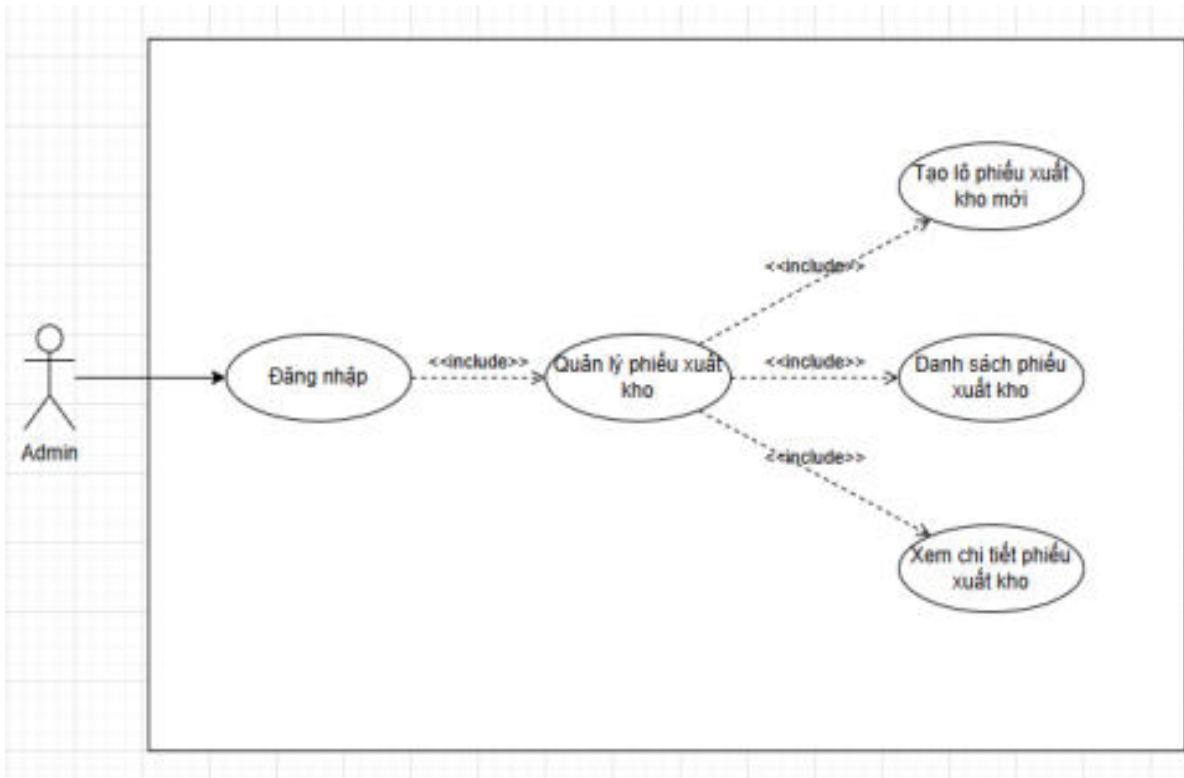 Tạo lô phiếu xuất
kho mới
<<include>>
Admin
Đăng nhập
<<include>>
Quản lý phiếu xuất
kho
<<include>>
Danh sách phiếu
xuất kho
<<include>>
Xem chi tiết phiếu
xuất kho